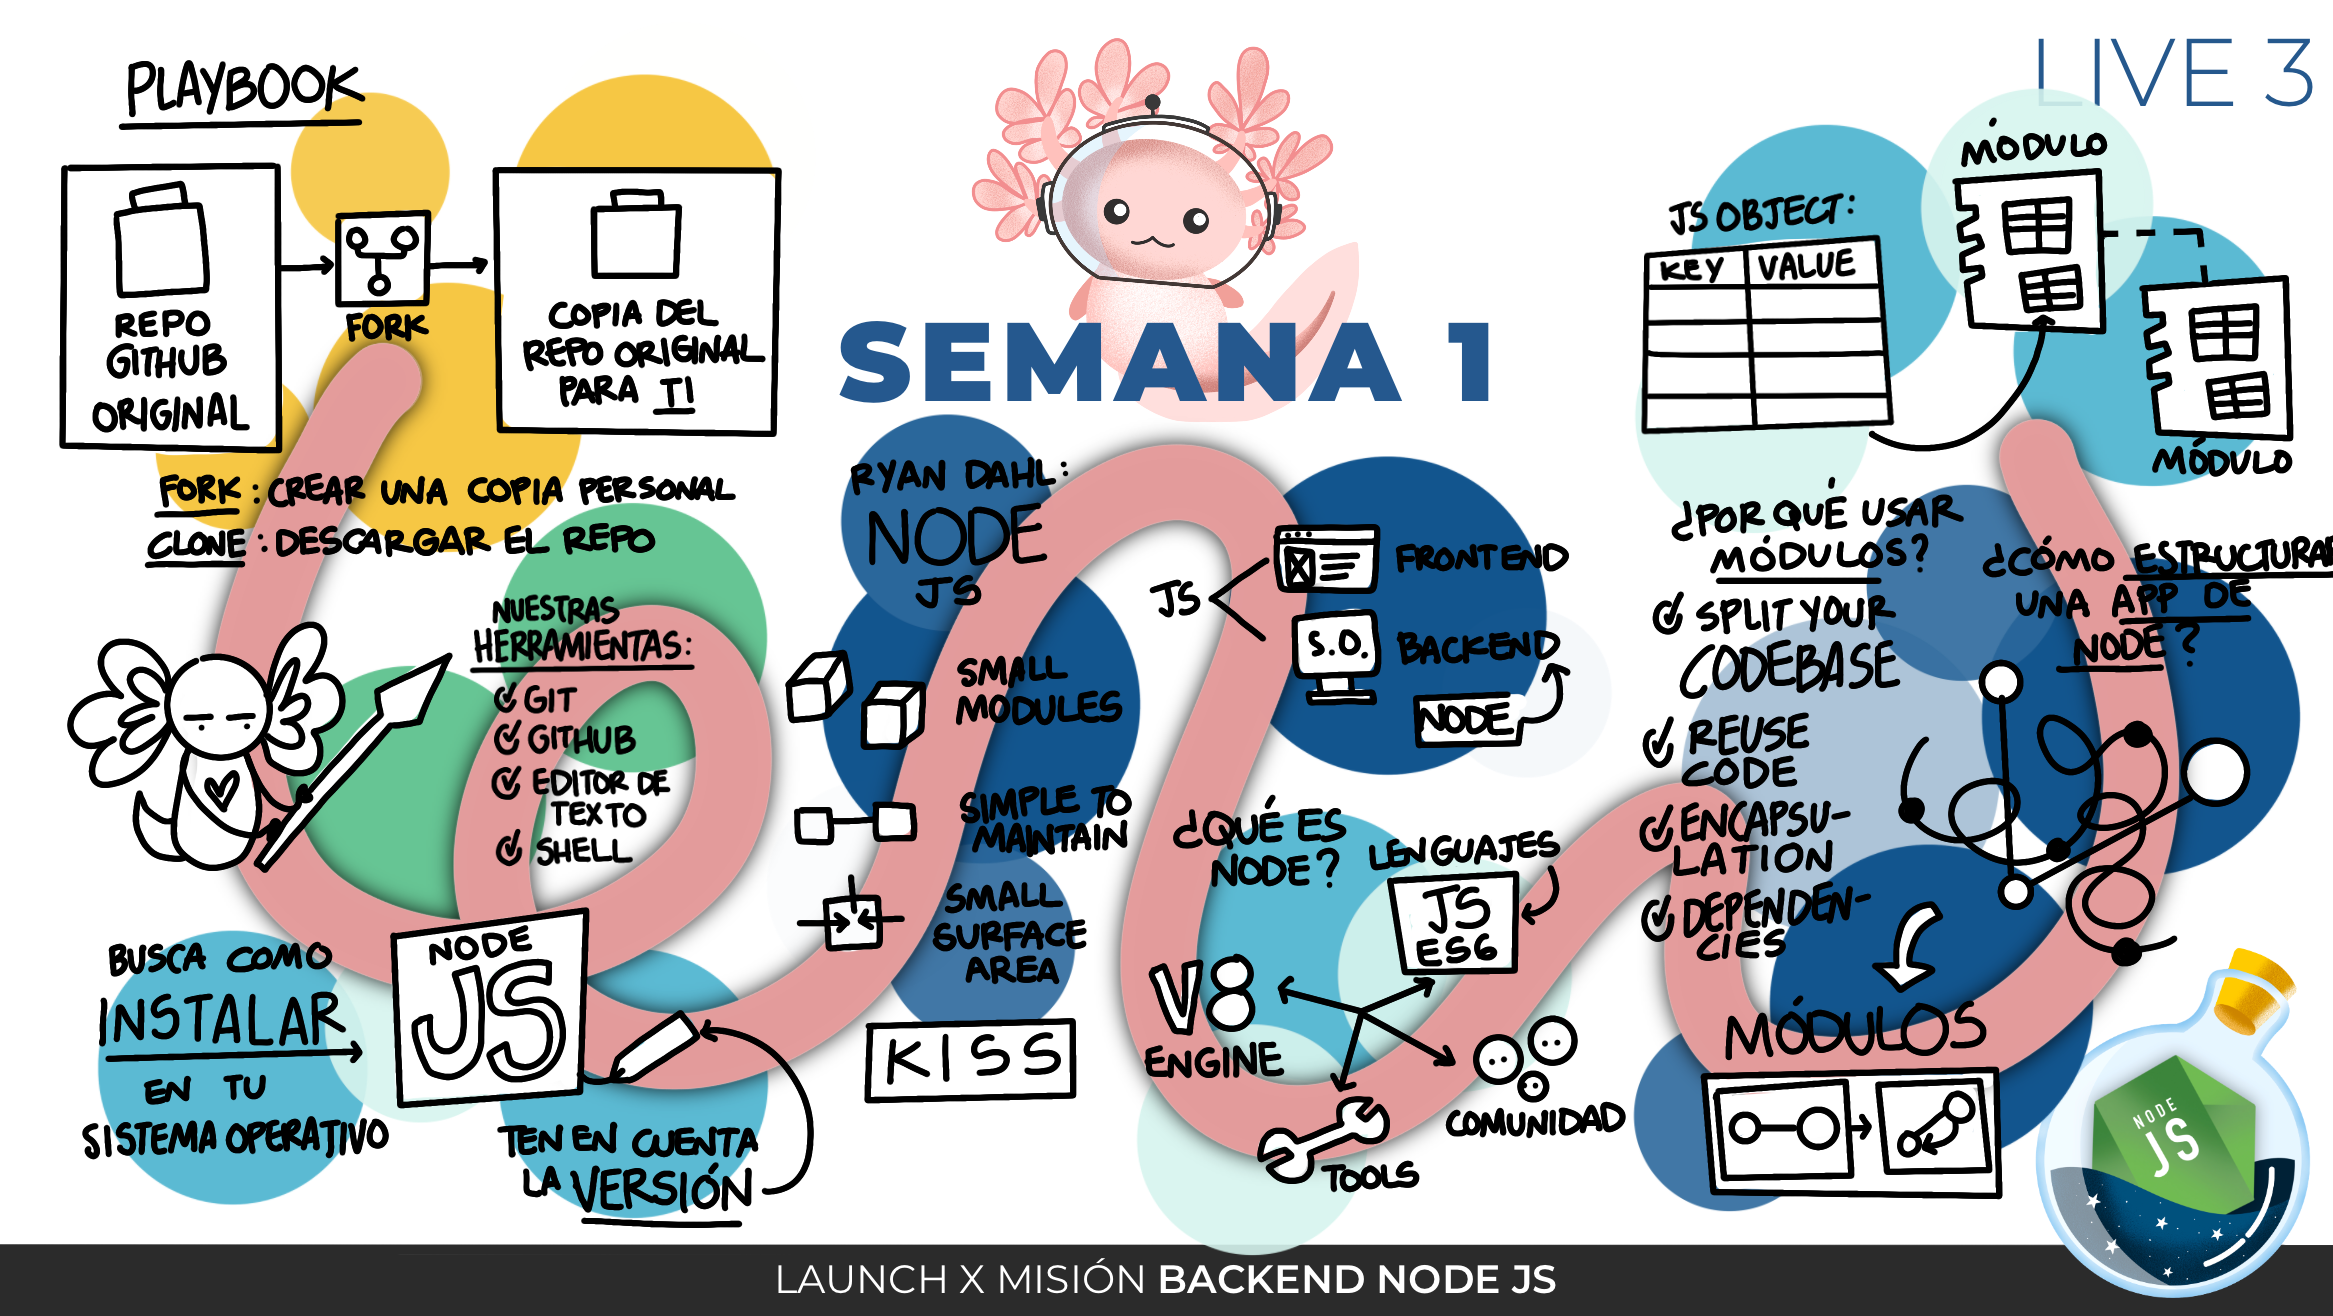 PLAYBOOK
REPO
GITHUB
ORIGINAL
FORK
COPIA DEL
REPO ORIGINAL
PARA TI
FORK: CREAR UNA COPIA PERSONAL
CLONE: DESCARGAR EL REPO
NUESTRAS
HERRAMIENTAS:
GIT
GITHUB
EDITOR DE
TEXTO
SHELL
BUSCA COMO
INSTALAR
EN TU
SISTEMA OPERATIVO
NODE
JS
TEN EN CUENTA
LA VERSIÓN
SEMANA 1
RYAN DAHL:
NODE
JS
SMALL
MODULES
SIMPLE TO
MAINTAIN
SMALL
SURFACE
AREA
KISS
JS
FRONTEND
S.O.
BACKEND
NODE
¿QUÉ ES
NODE?
LENGUAJES
JS
ES6
V8
ENGINE
COMUNIDAD
TOOLS
LIVE 3
JS OBJECT:
KEY VALUE
MÓDULO
MÓDULO
¿POR QUÉ USAR
MÓDULOS?
SPLIT YOUR
CODEBASE
REUSE
CODE
ENCAPSU-
LATION
DEPENDEN-
CIES
¿CÓMO ESTRUCTURAR
UNA APP DE
NODE?
MÓDULOS
NODE
JS
LAUNCH X MISIÓN BACKEND NODE JS